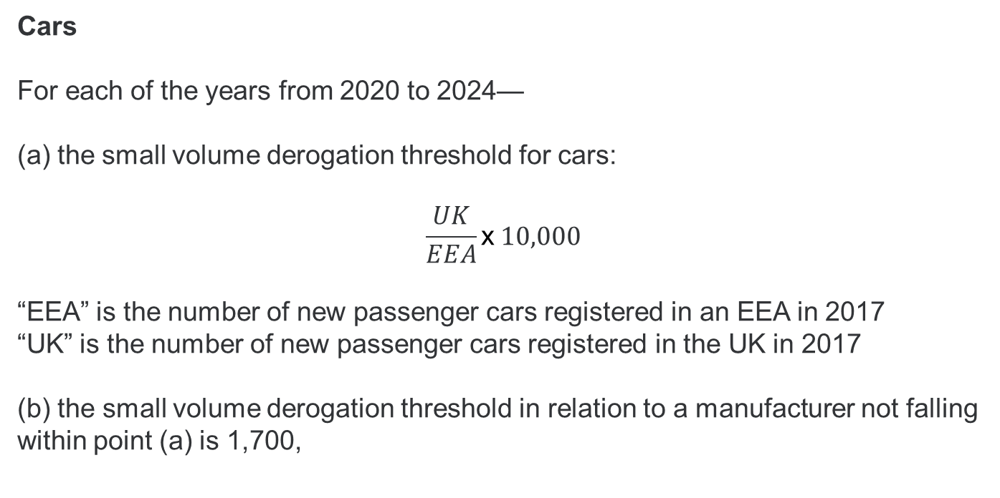 Cars
For each of the years from 2020 to 2024—
(a) the small volume derogation threshold for cars:
UK
EEA
x 10,000
“EEA” is the number of new passenger cars registered in an EEA in 2017
“UK” is the number of new passenger cars registered in the UK in 2017
(b) the small volume derogation threshold in relation to a manufacturer not falling
within point (a) is 1,700,